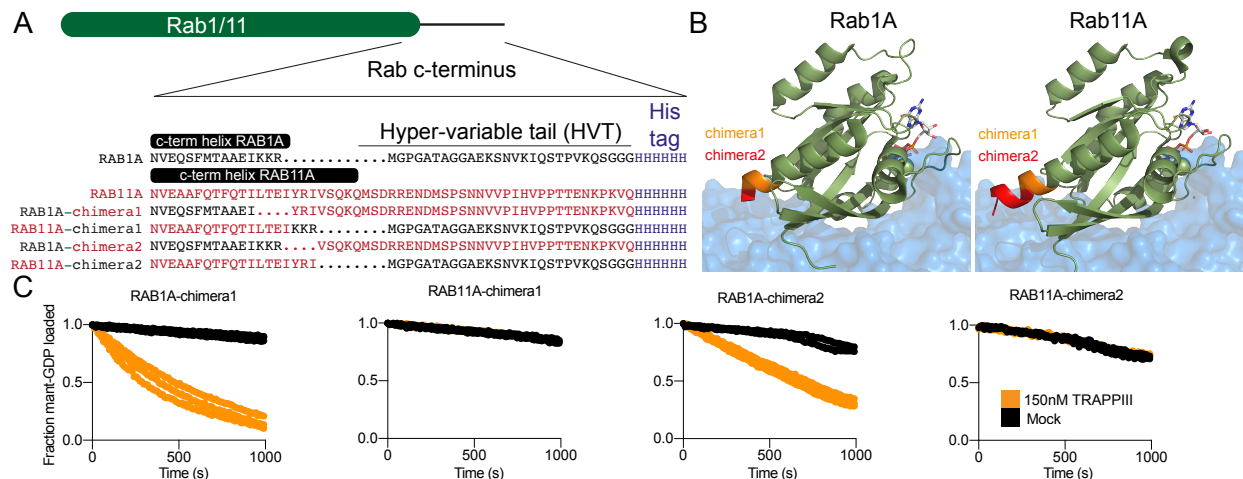 A
Rab1/11
Rab c-terminus
His
tag
Hyper-variable tail (HVT)
c-term helix RAB1A
RAB1A NVEQSFMTAAEIKKR............MGPGATAGGAEKSNVKIQSTPVKQSGGGHHHHHH
c-term helix RAB11A
RAB11A NVEAAFQTFQTILTEIYRIVSQKQMSDRRENDMSPSNNVVPIHVPPTTENKPKVQHHHHHH
RAB1A-chimera1 NVEQSFMTAAEI....YRIVSQKQMSDRRENDMSPSNNVVPIHVPPTTENKPKVQHHHHHH
RAB11A-chimera1 NVEAAFQTFQTILTEIKKR.........MGPGATAGGAEKSNVKIQSTPVKQSGGGHHHHHH
RAB1A-chimera2 NVEQSFMTAAEIKKR....VSQKQMSDRRENDMSPSNNVVPIHVPPTTENKPKVQHHHHHH
RAB11A-chimera2 NVEAAFQTFQTILTEIYRI........MGPGATAGGAEKSNVKIQSTPVKQSGGGHHHHHH
B
Rab1A
Rab11A
chimera1
chimera2
chimera1
chimera2
C
RAB1A-chimera1
RAB11A-chimera1
RAB1A-chimera2
RAB11A-chimera2
Fraction mant-GDP loaded
1.0
0.5
0.0
0
500
1000
Time (s)
1.0
0.5
0.0
0
500
1000
Time (s)
1.0
0.5
0.0
0
500
1000
Time (s)
1.0
0.5
0.0
0
500
1000
Time (s)
150nM TRAPPIII
Mock